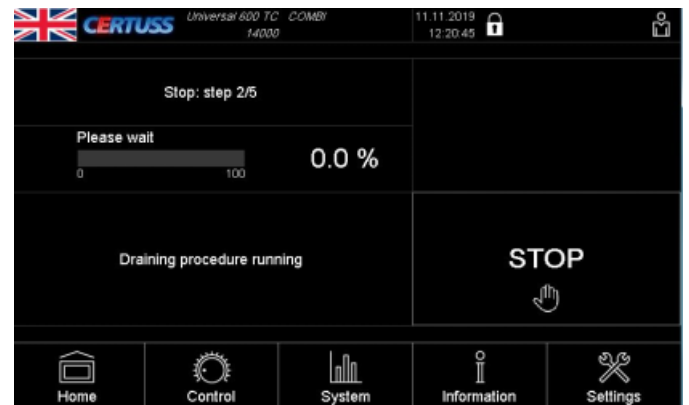 CERTUSS
Universal 600 TC COMBI
14000
11.11.2019
12:20:45
Stop: step 2/5
Please wait
0.0 %
0 100
Draining procedure running
STOP
Home Control System Information Settings